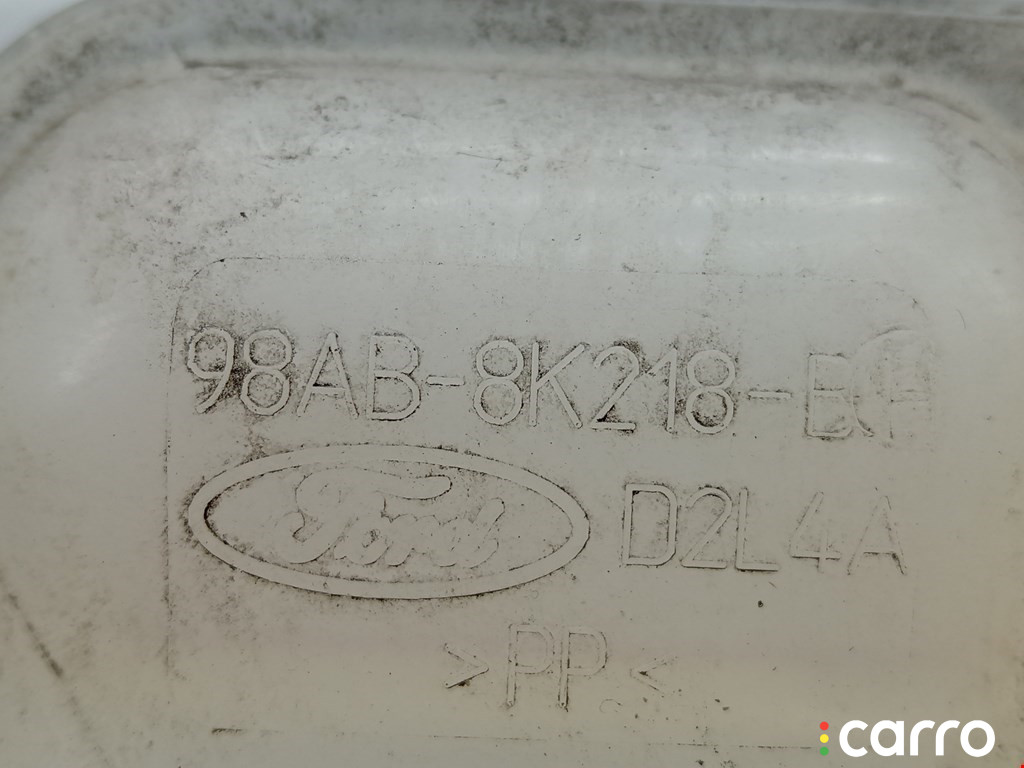 98AB-8K218-
Ford D2L4A
>PP<
carro